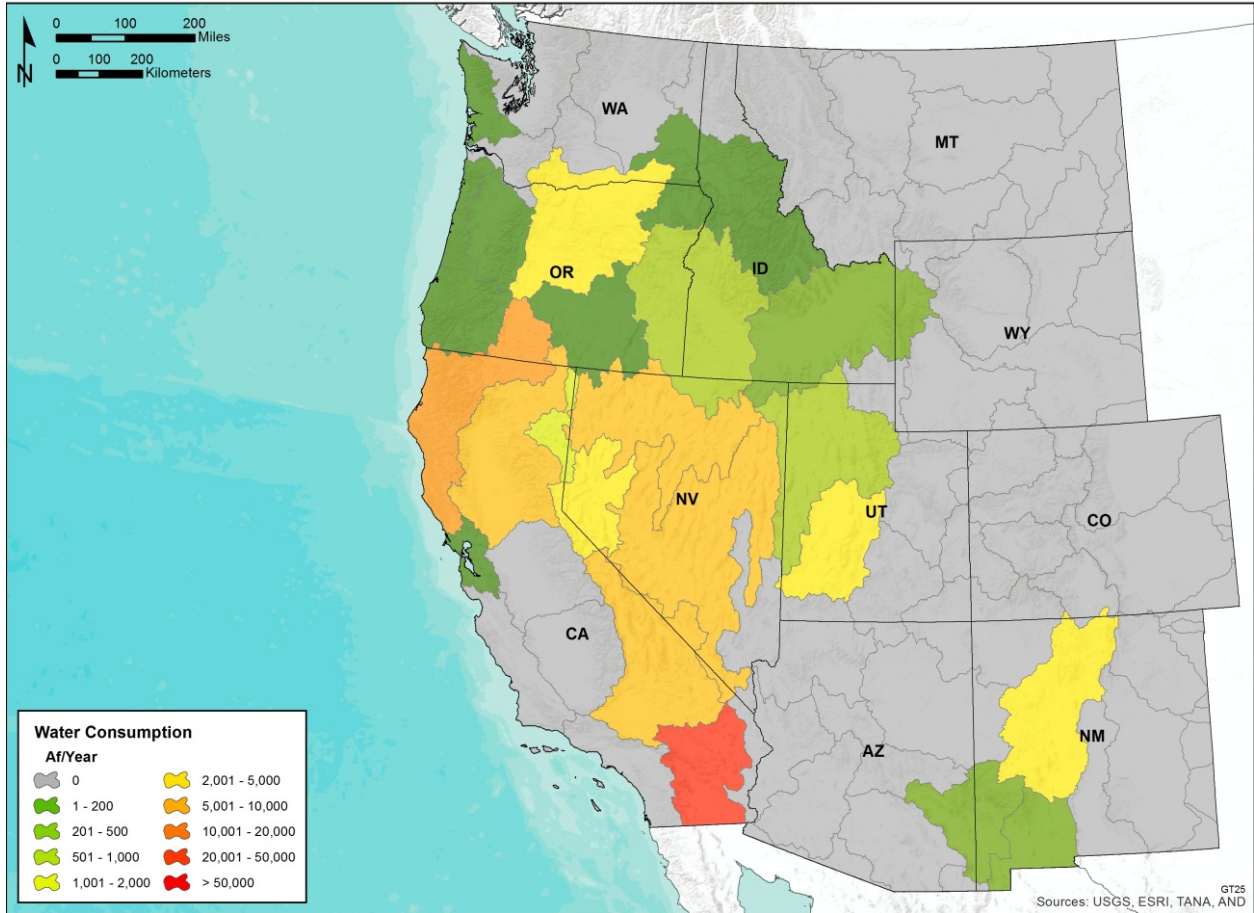 0 100 200
Miles
0 100 200
Kilometers
N
WA
MT
OR
ID
WY
NV
UT
CO
CA
AZ
NM
Water Consumption
Af/Year
0
1 - 200
201 - 500
501 - 1,000
1,001 - 2,000
2,001 - 5,000
5,001 - 10,000
10,001 - 20,000
20,001 - 50,000
> 50,000
GT25
Sources: USGS, ESRI, TANA, AND